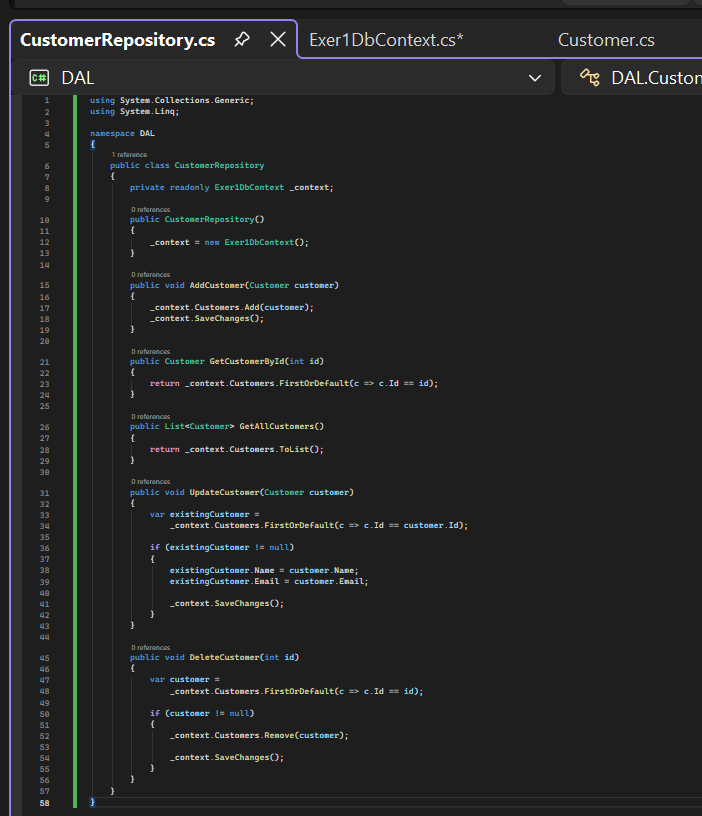 CustomerRepository.cs Exer1DbContext.cs* Customer.cs
C# DAL DAL.Custon
1 using System.Collections.Generic;
2 using System.Linq;
3
4 namespace DAL
5 {
1 reference
6 public class CustomerRepository
7 {
8 private readonly Exer1DbContext _context;
9
0 references
10 public CustomerRepository()
11 {
12 _context = new Exer1DbContext();
13 }
14
0 references
15 public void AddCustomer(Customer customer)
16 {
17 _context.Customers.Add(customer);
18 _context.SaveChanges();
19 }
20
0 references
21 public Customer GetCustomerById(int id)
22 {
23 return _context.Customers.FirstOrDefault(c => c.Id == id);
24 }
25
0 references
26 public List<Customer> GetAllCustomers()
27 {
28 return _context.Customers.ToList();
29 }
30
0 references
31 public void UpdateCustomer(Customer customer)
32 {
33 var existingCustomer =
34 _context.Customers.FirstOrDefault(c => c.Id == customer.Id);
35
36 if (existingCustomer != null)
37 {
38 existingCustomer.Name = customer.Name;
39 existingCustomer.Email = customer.Email;
40
41 _context.SaveChanges();
42 }
43 }
44
0 references
45 public void DeleteCustomer(int id)
46 {
47 var customer =
48 _context.Customers.FirstOrDefault(c => c.Id == id);
49
50 if (customer != null)
51 {
52 _context.Customers.Remove(customer);
53
54 _context.SaveChanges();
55 }
56 }
57 }
58 }